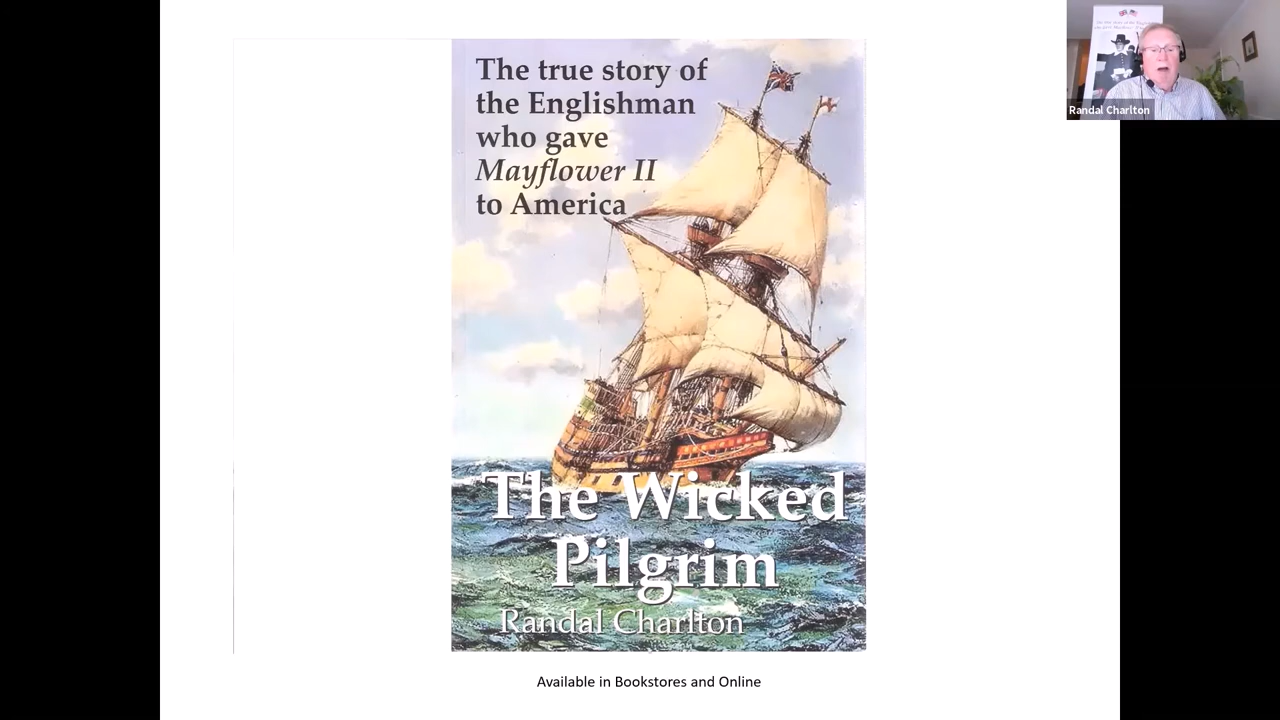 The true story of
the Englishman
who gave
Mayflower II
to America
The Wicked
Pilgrim
Randal Charlton
Available in Bookstores and Online
Randal Charlton